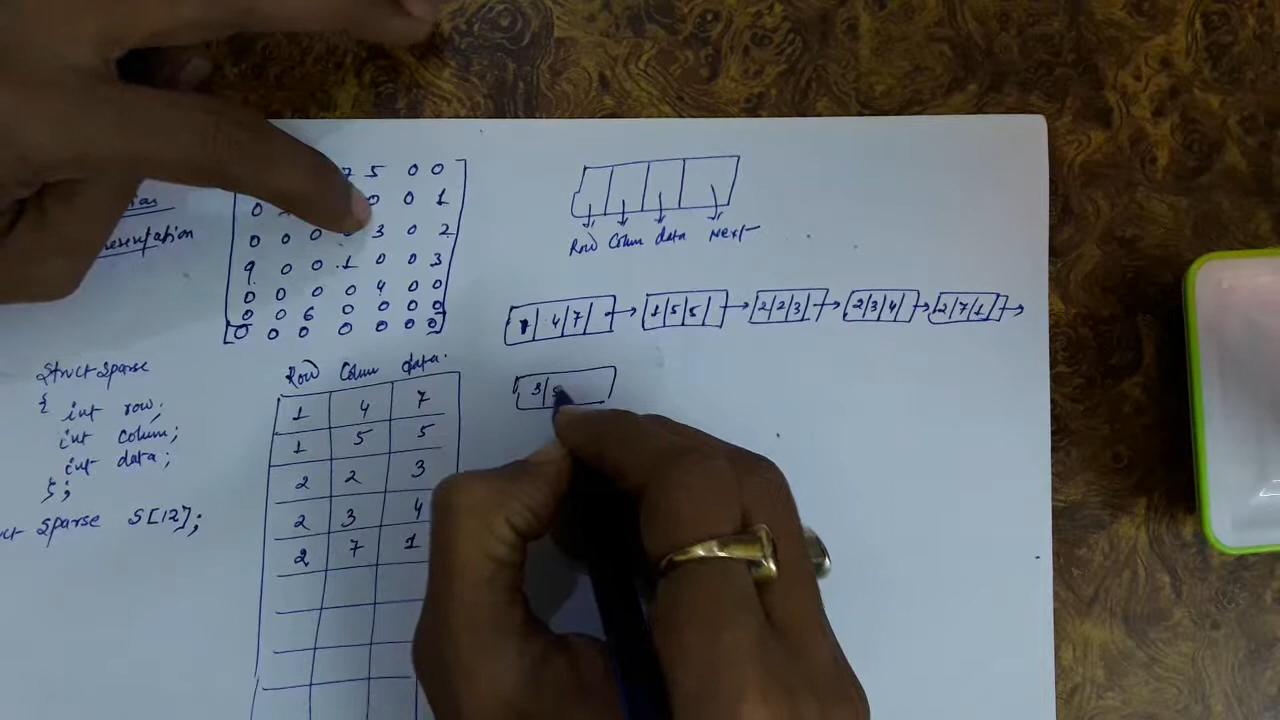 7 5 0 0
0 0 0 1
0 0 0 3 0 2
9 0 0 1 0 0 3
0 0 0 0 4 0 0
0 0 6 0 0 0 0
0 0 0 0 0 0 0
Row Colum data Next
1 4 7 → 1 5 5 → 2 2 3 → 2 3 4 → 2 7 1 →
3
Struct Sparse
{ int row;
int column;
int data;
};
Sparse S[12];
Row Colum data
1 4 7
1 5 5
2 2 3
2 3 4
2 7 1